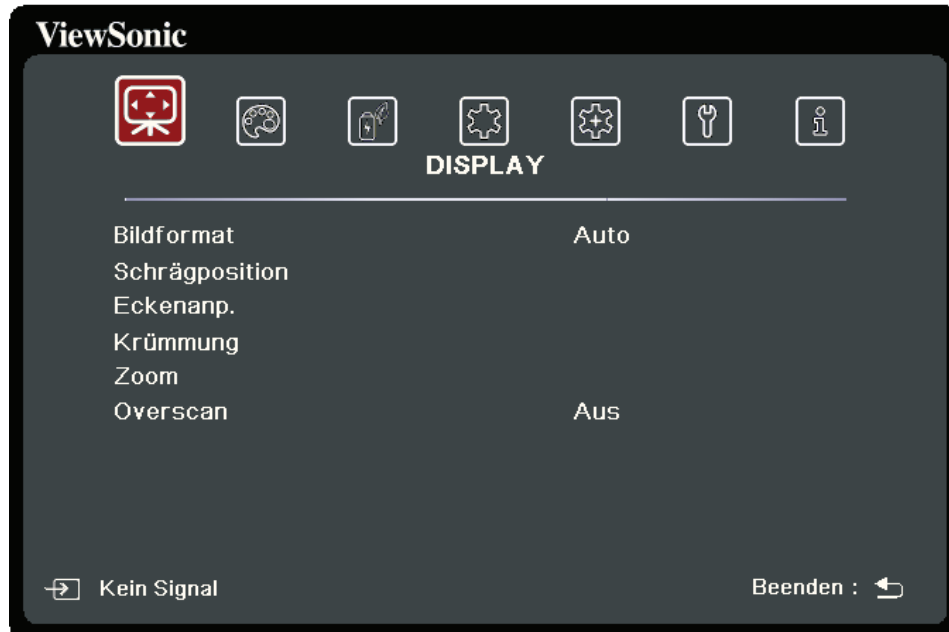 ViewSonic
DISPLAY
Bildformat Auto
Schrägposition
Eckenanp.
Krümmung
Zoom
Overscan Aus
Kein Signal Beenden :